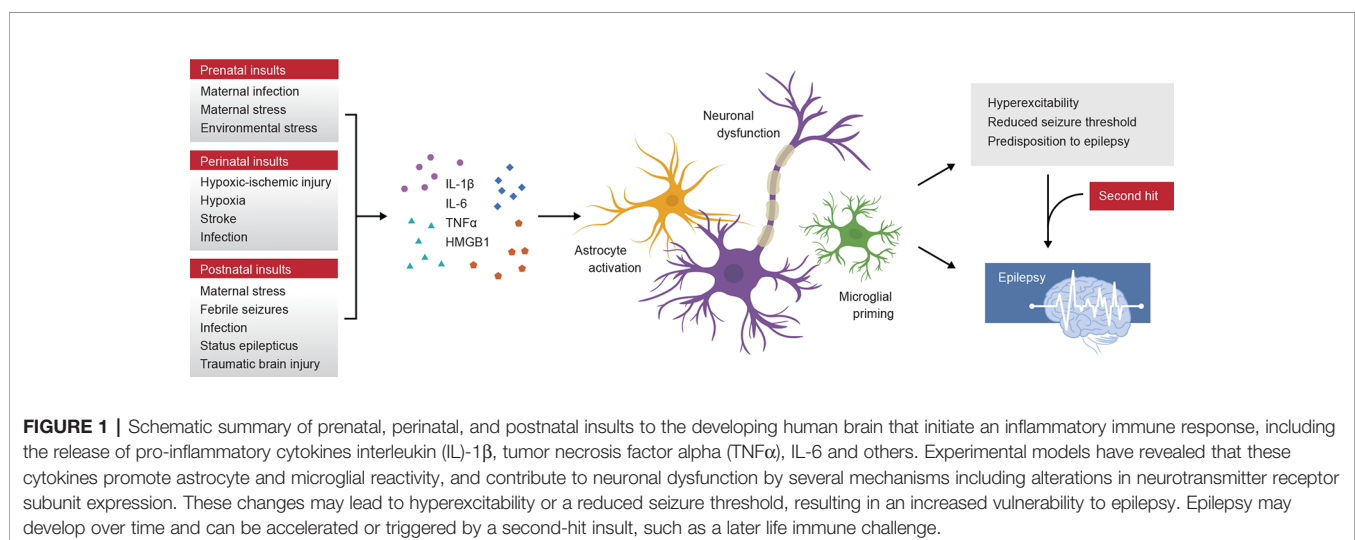 Prenatal insults
Maternal infection
Maternal stress
Environmental stress
Perinatal insults
Hypoxic-ischemic injury
Hypoxia
Stroke
Infection
Postnatal insults
Maternal stress
Febrile seizures
Infection
Status epilepticus
Traumatic brain injury
IL-1β
IL-6
TNFα
HMGB1
Astrocyte
activation
Neuronal
dysfunction
Microglial
priming
Hyperexcitability
Reduced seizure threshold
Predisposition to epilepsy
Second hit
Epilepsy
FIGURE 1 | Schematic summary of prenatal, perinatal, and postnatal insults to the developing human brain that initiate an inflammatory immune response, including
the release of pro-inflammatory cytokines interleukin (IL)-1β, tumor necrosis factor alpha (TNFα), IL-6 and others. Experimental models have revealed that these
cytokines promote astrocyte and microglial reactivity, and contribute to neuronal dysfunction by several mechanisms including alterations in neurotransmitter receptor
subunit expression. These changes may lead to hyperexcitability or a reduced seizure threshold, resulting in an increased vulnerability to epilepsy. Epilepsy may
develop over time and can be accelerated or triggered by a second-hit insult, such as a later life immune challenge.